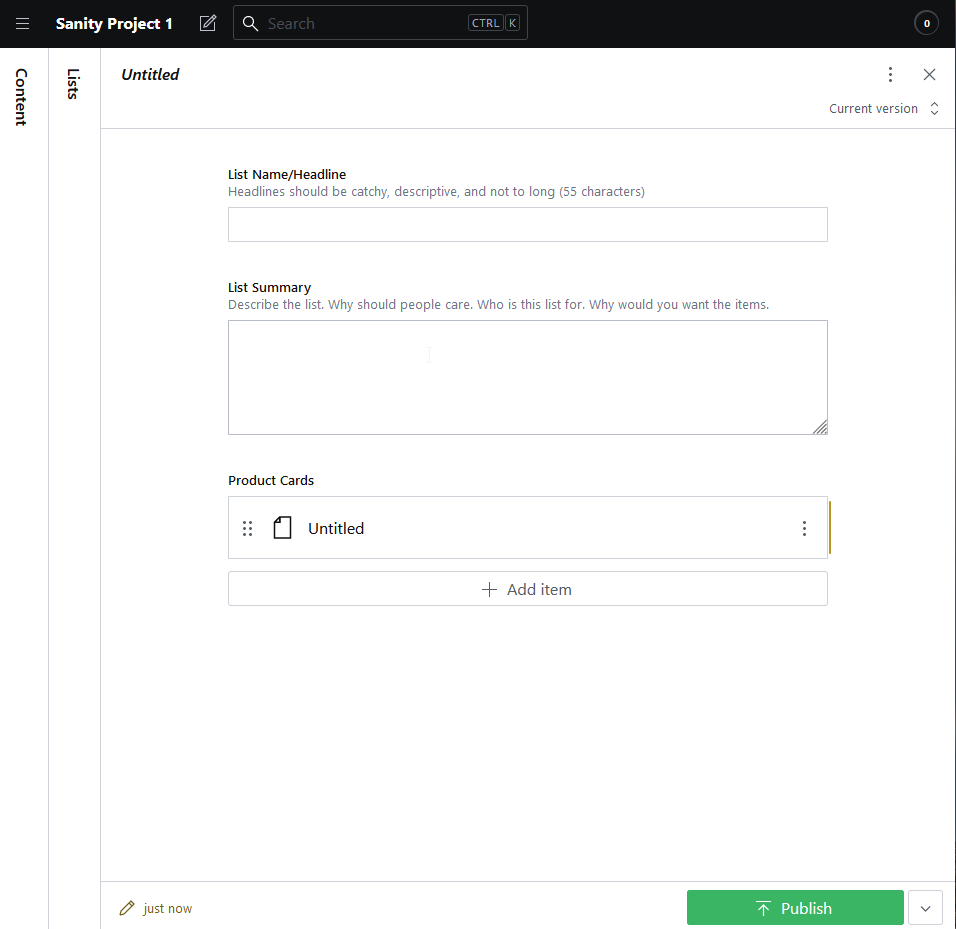 Sanity Project 1
Search
CTRL K
0
Content
Lists
Untitled
Current version
List Name/Headline
Headlines should be catchy, descriptive, and not to long (55 characters)
List Summary
Describe the list. Why should people care. Who is this list for. Why would you want the items.
Product Cards
Untitled
Add item
just now
Publish